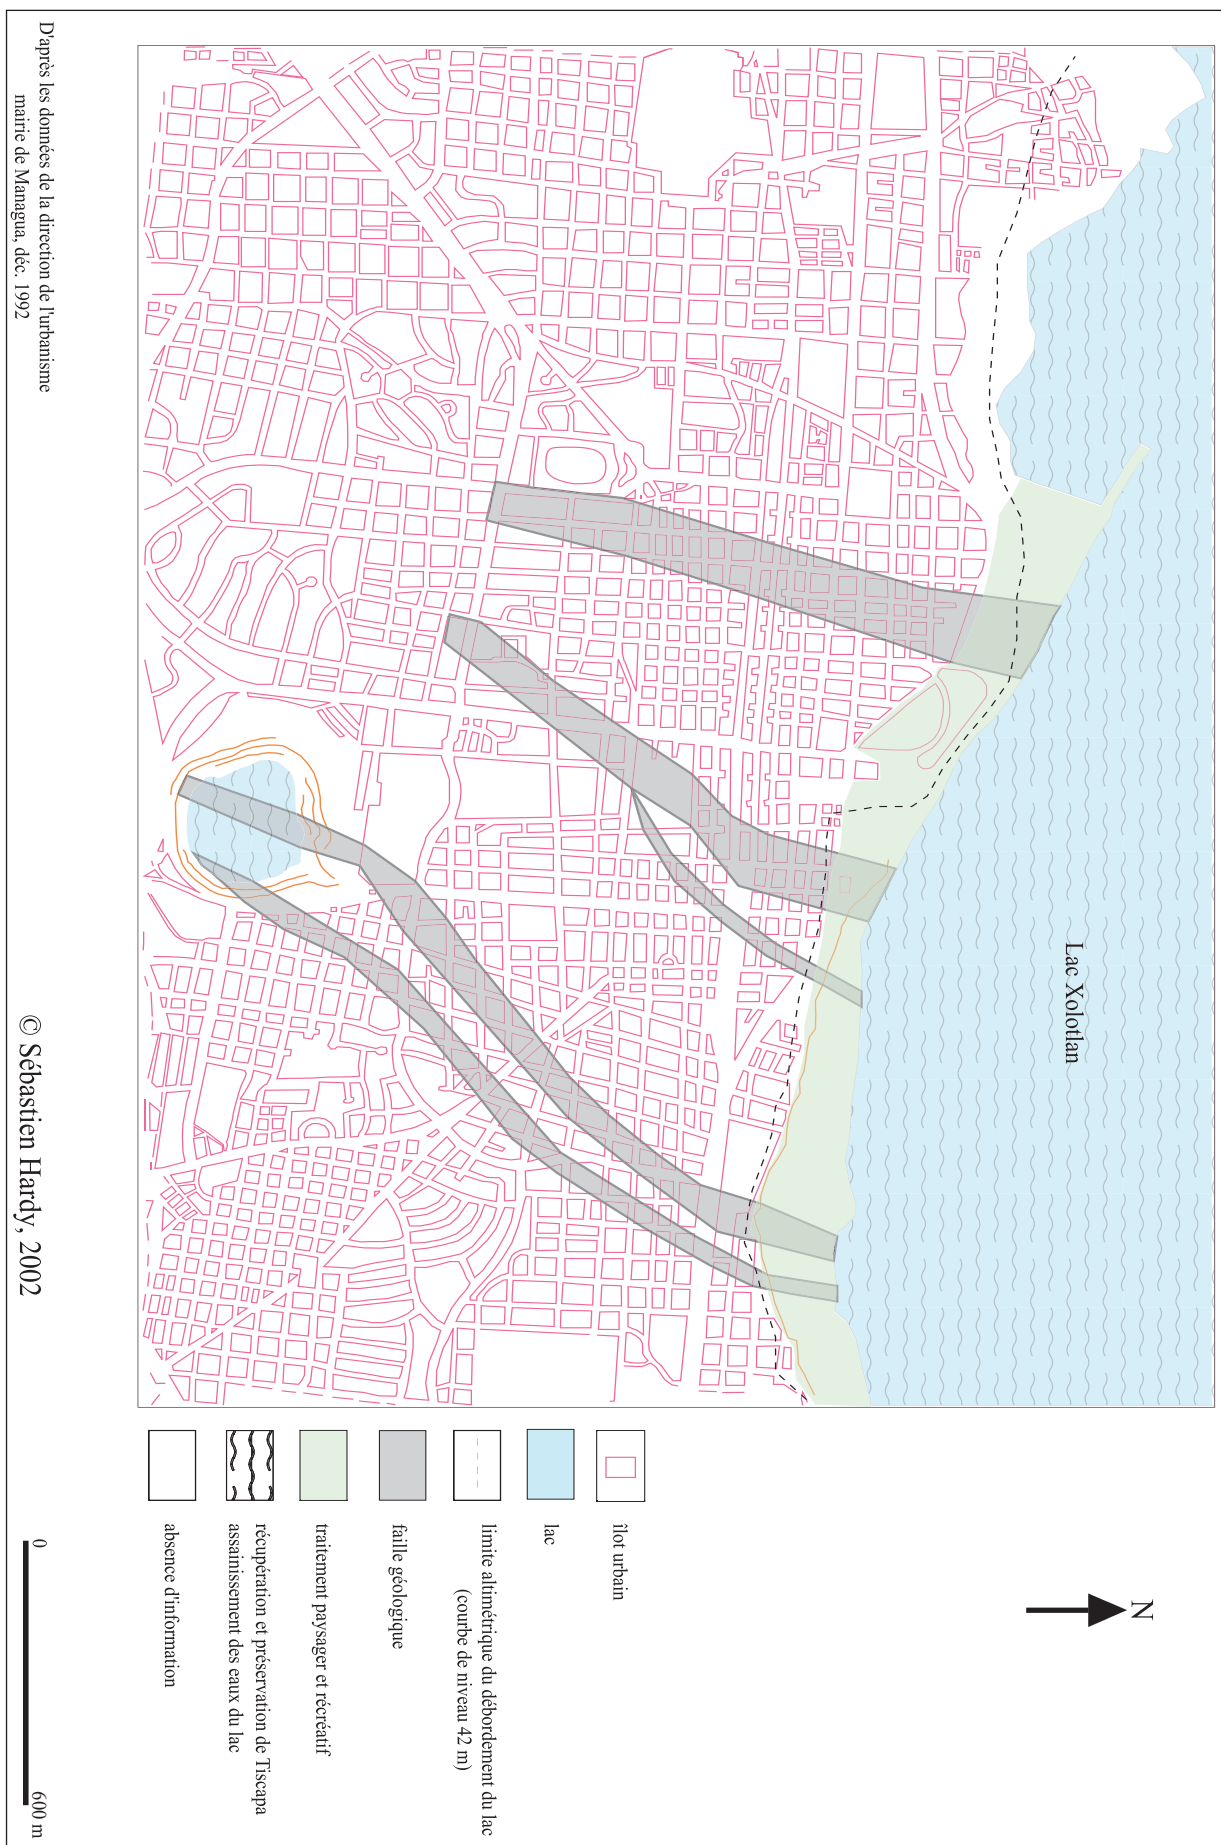 Lac Xolotlan
N
îlot urbain
lac
limite altimétrique du débordement du lac
(courbe de niveau 42 m)
faille géologique
traitement paysager et récréatif
récupération et préservation de Tiscapa
assainissement des eaux du lac
absence d'information
0
600 m
D'après les données de la direction de l'urbanisme
mairie de Managua, déc. 1992
© Sébastien Hardy, 2002